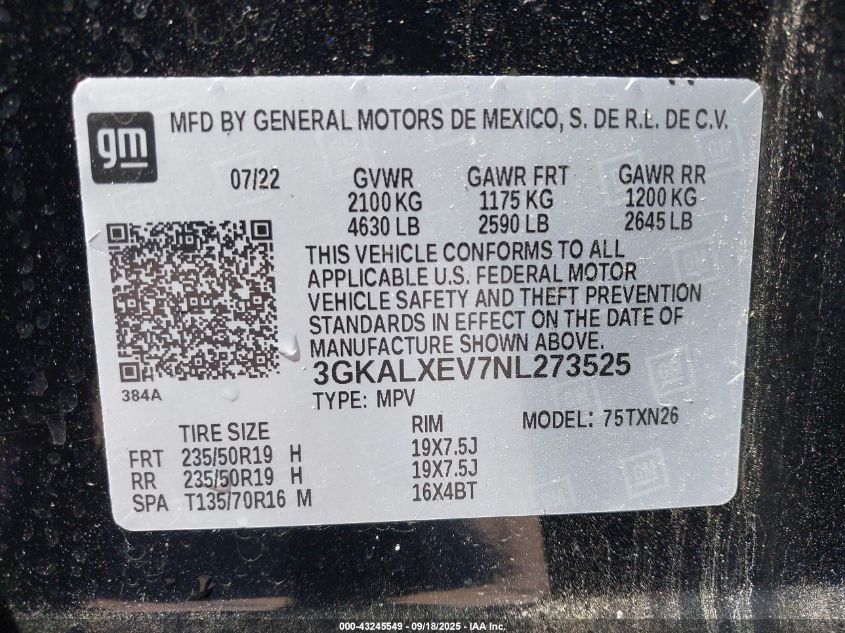 gm
MFD BY GENERAL MOTORS DE MEXICO, S. DE R.L. DE C.V.
07/22 GVWR GAWR FRT GAWR RR
2100 KG 1175 KG 1200 KG
4630 LB 2590 LB 2645 LB
THIS VEHICLE CONFORMS TO ALL
APPLICABLE U.S. FEDERAL MOTOR
VEHICLE SAFETY AND THEFT PREVENTION
STANDARDS IN EFFECT ON THE DATE OF
MANUFACTURE SHOWN ABOVE.
3GKALXEV7NL273525
384A
TYPE: MPV
MODEL: 75TXN26
TIRE SIZE RIM
FRT 235/50R19 H 19X7.5J
RR 235/50R19 H 19X7.5J
SPA T135/70R16 M 16X4BT
000-43245549 - 09/18/2025 - IAA Inc.